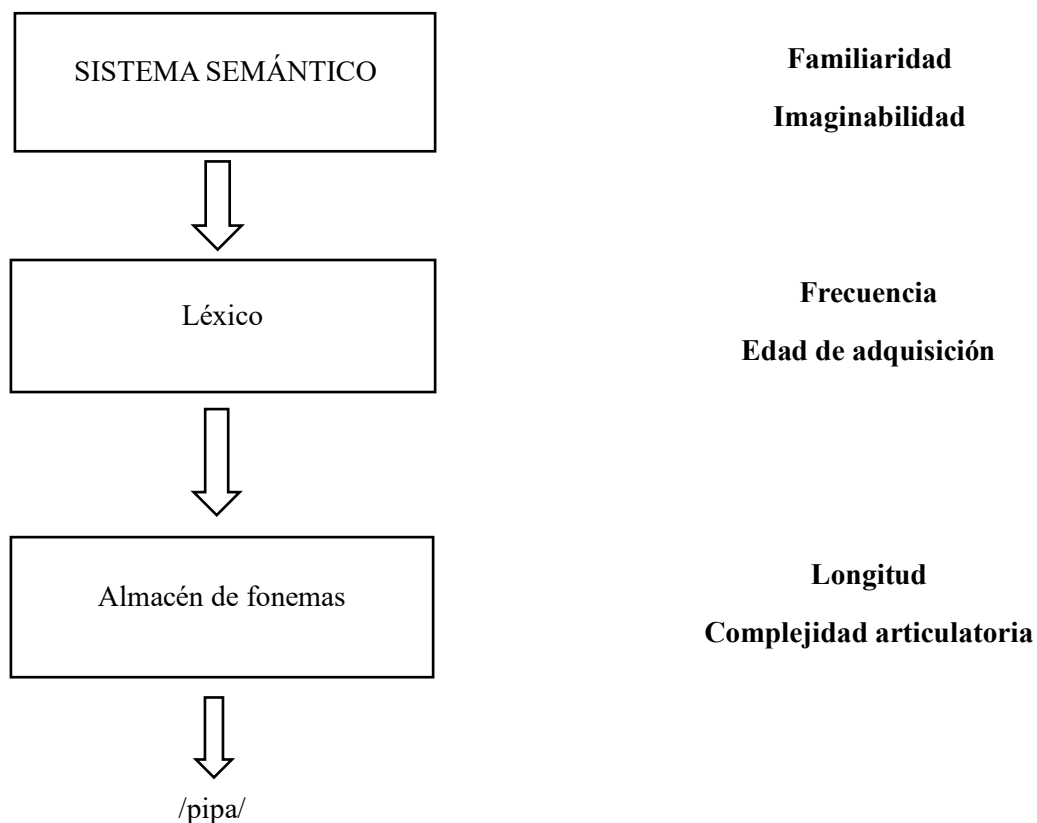 SISTEMA SEMÁNTICO
Familiaridad
Imaginabilidad
Léxico
Frecuencia
Edad de adquisición
Almacén de fonemas
Longitud
Complejidad articulatoria
/pipa/